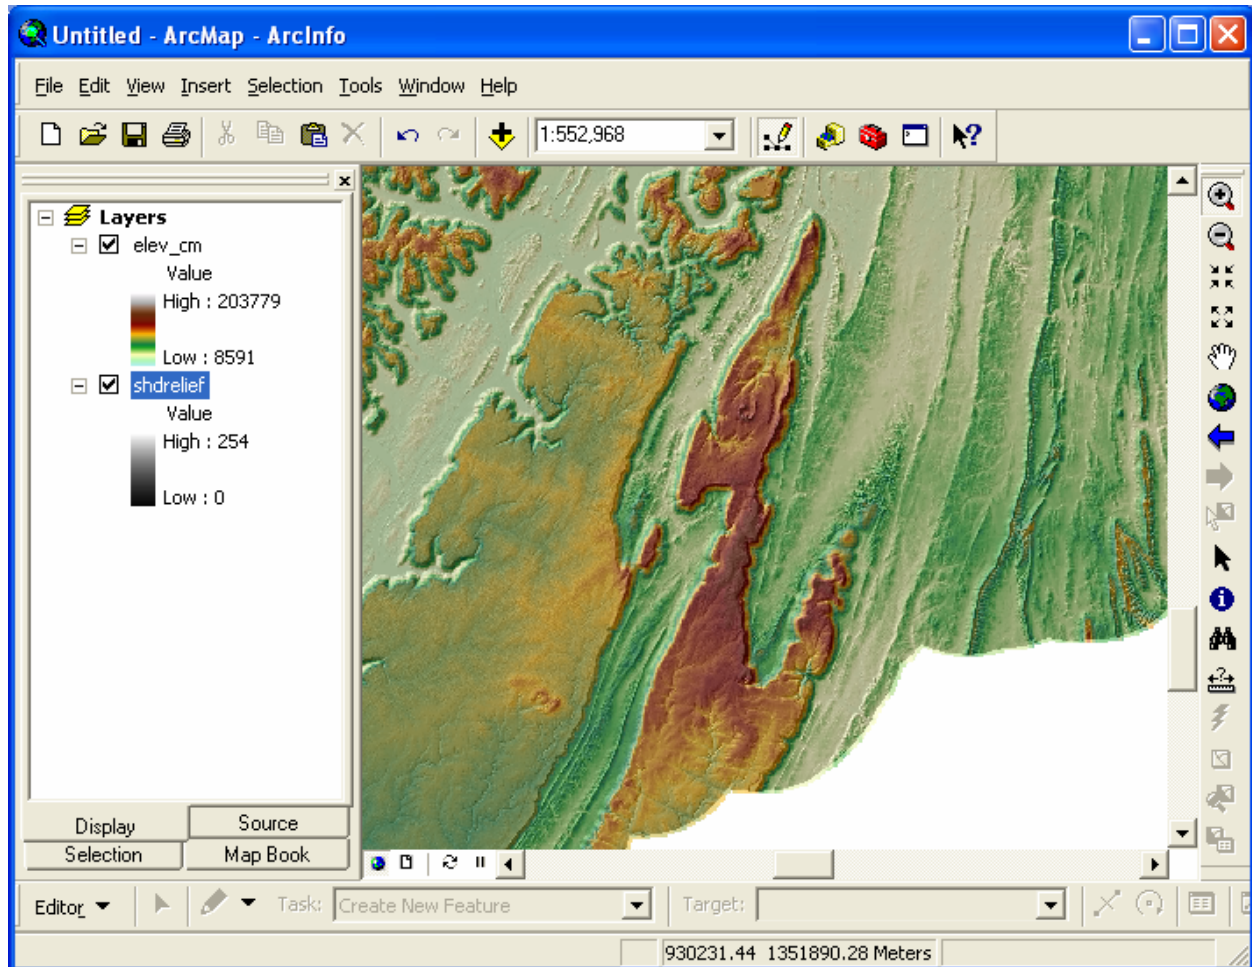 Untitled - ArcMap - ArcInfo
File Edit View Insert Selection Tools Window Help
1:552,968
Layers
elev_cm
Value
High : 203779
Low : 8591
shdrelief
Value
High : 254
Low : 0
Display Source
Selection Map Book
Editor Task: Create New Feature Target:
930231.44 1351890.28 Meters